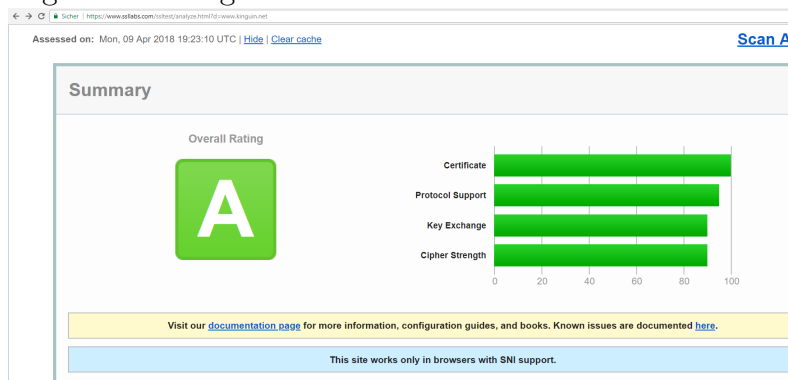 Sicher | https://www.ssllabs.com/ssltest/analyze.html?d=www.kinguin.net
Assessed on: Mon, 09 Apr 2018 19:23:10 UTC | Hide | Clear cache
Scan A
Summary
Overall Rating
A
Certificate
Protocol Support
Key Exchange
Cipher Strength
0 20 40 60 80 100
Visit our documentation page for more information, configuration guides, and books. Known issues are documented here.
This site works only in browsers with SNI support.